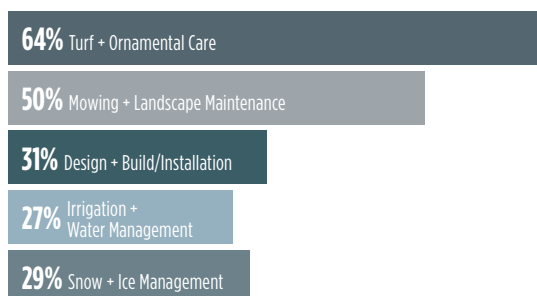 64% Turf + Ornamental Care
50% Mowing + Landscape Maintenance
31% Design + Build/Installation
27% Irrigation +
Water Management
29% Snow + Ice Management